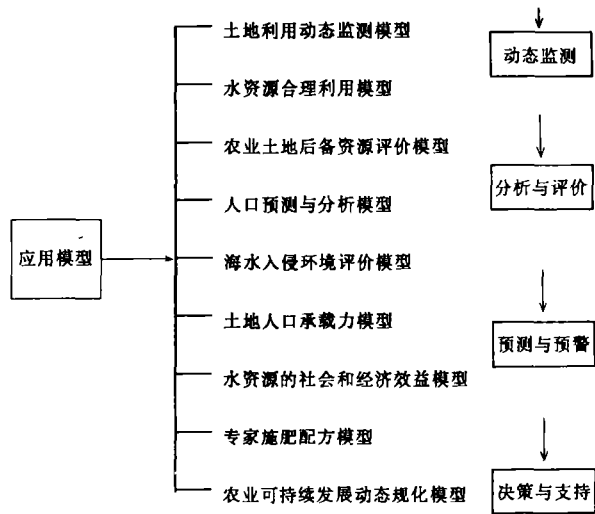 应用模型
土地利用动态监测模型
水资源合理利用模型
农业土地后备资源评价模型
人口预测与分析模型
海水入侵环境评价模型
土地人口承载力模型
水资源的社会和经济效益模型
专家施肥配方模型
农业可持续发展动态规化模型
动态监测
分析与评价
预测与预警
决策与支持